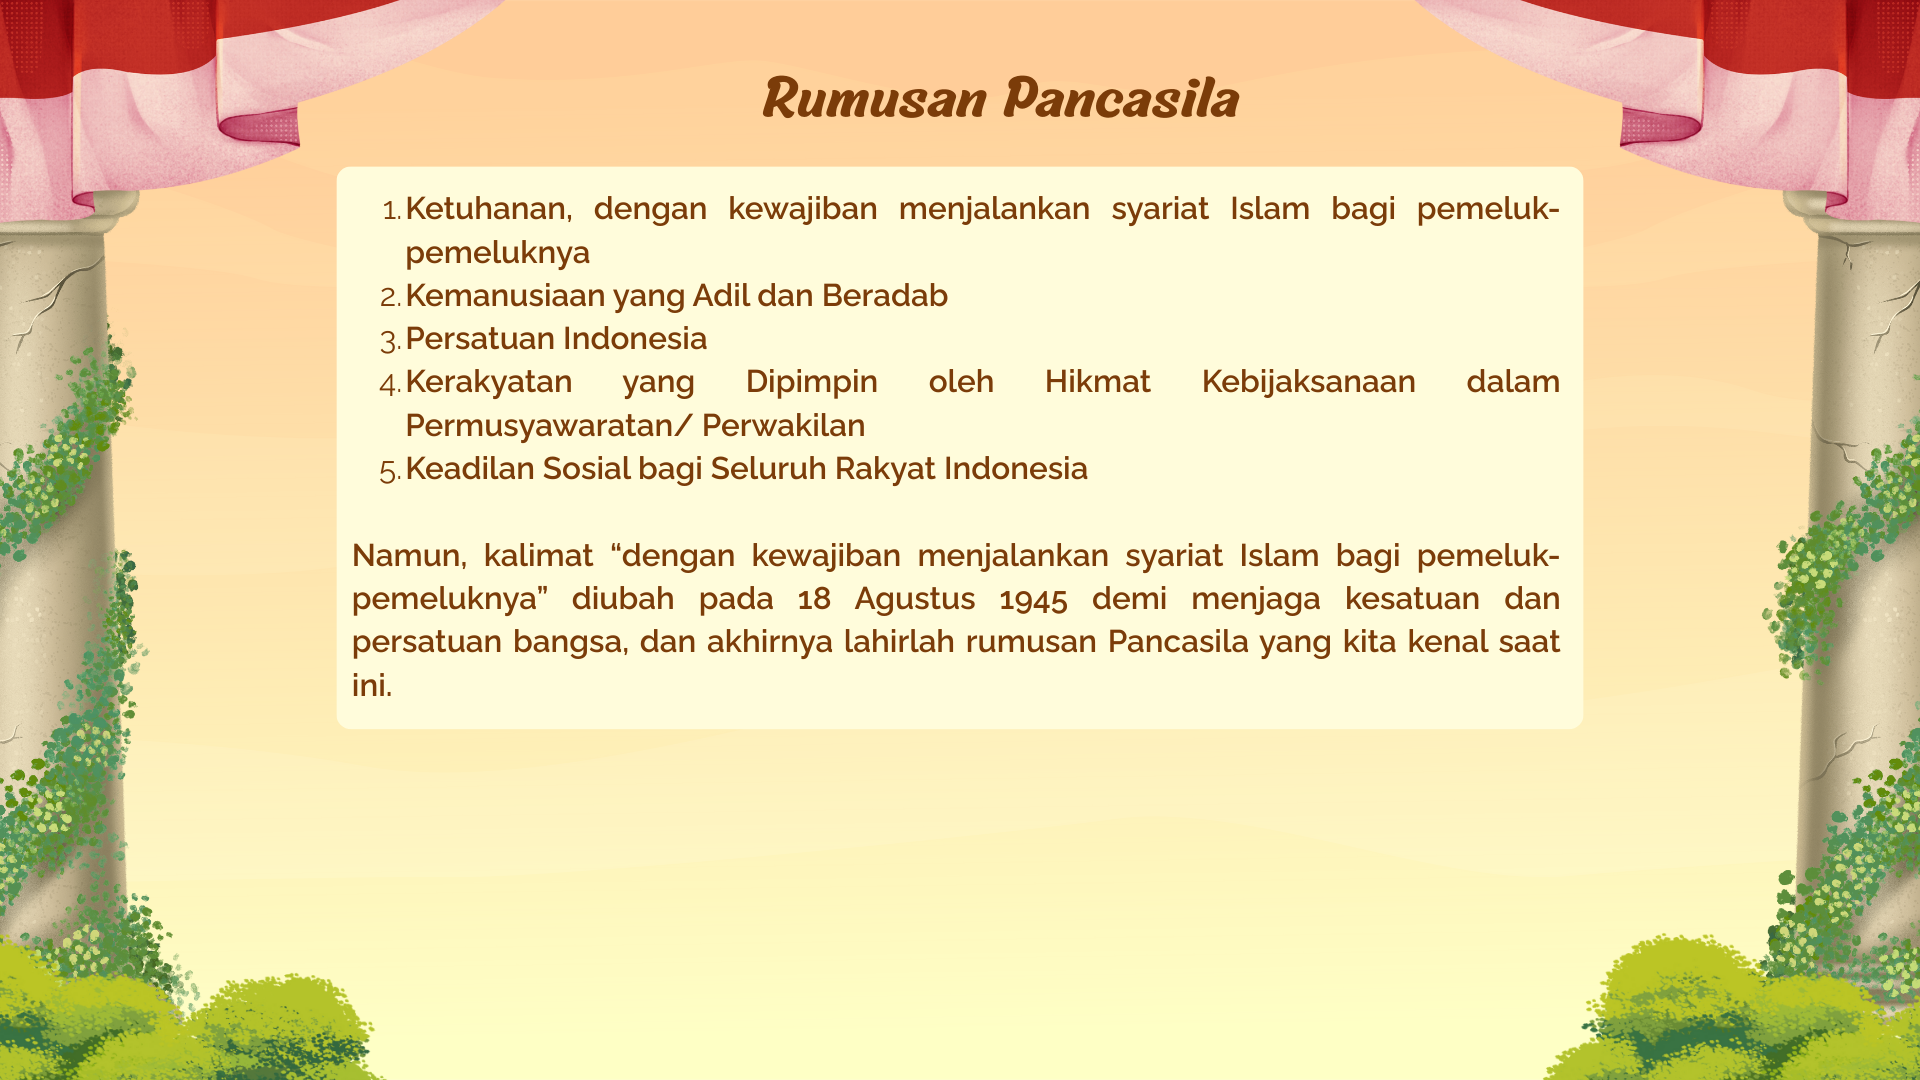 Rumusan Pancasila
1. Ketuhanan, dengan kewajiban menjalankan syariat Islam bagi pemeluk-
pemeluknya
2. Kemanusiaan yang Adil dan Beradab
3. Persatuan Indonesia
4. Kerakyatan yang Dipimpin oleh Hikmat Kebijaksanaan dalam
Permusyawaratan/ Perwakilan
5. Keadilan Sosial bagi Seluruh Rakyat Indonesia
Namun, kalimat “dengan kewajiban menjalankan syariat Islam bagi pemeluk-
pemeluknya” diubah pada 18 Agustus 1945 demi menjaga kesatuan dan
persatuan bangsa, dan akhirnya lahirlah rumusan Pancasila yang kita kenal saat
ini.